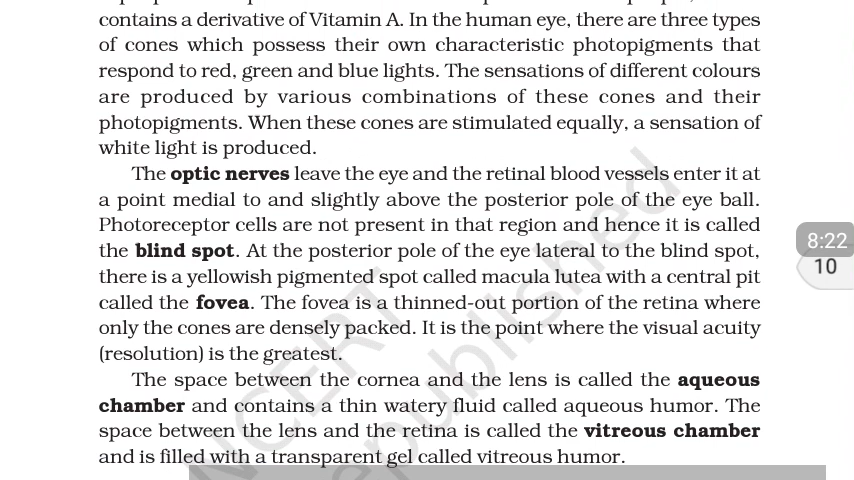 contains a derivative of Vitamin A. In the human eye, there are three types
of cones which possess their own characteristic photopigments that
respond to red, green and blue lights. The sensations of different colours
are produced by various combinations of these cones and their
photopigments. When these cones are stimulated equally, a sensation of
white light is produced.
The optic nerves leave the eye and the retinal blood vessels enter it at
a point medial to and slightly above the posterior pole of the eye ball.
Photoreceptor cells are not present in that region and hence it is called
the blind spot. At the posterior pole of the eye lateral to the blind spot,
there is a yellowish pigmented spot called macula lutea with a central pit
called the fovea. The fovea is a thinned-out portion of the retina where
only the cones are densely packed. It is the point where the visual acuity
(resolution) is the greatest.
The space between the cornea and the lens is called the aqueous
chamber and contains a thin watery fluid called aqueous humor. The
space between the lens and the retina is called the vitreous chamber
and is filled with a transparent gel called vitreous humor.
8:22
10
NCERT
republished